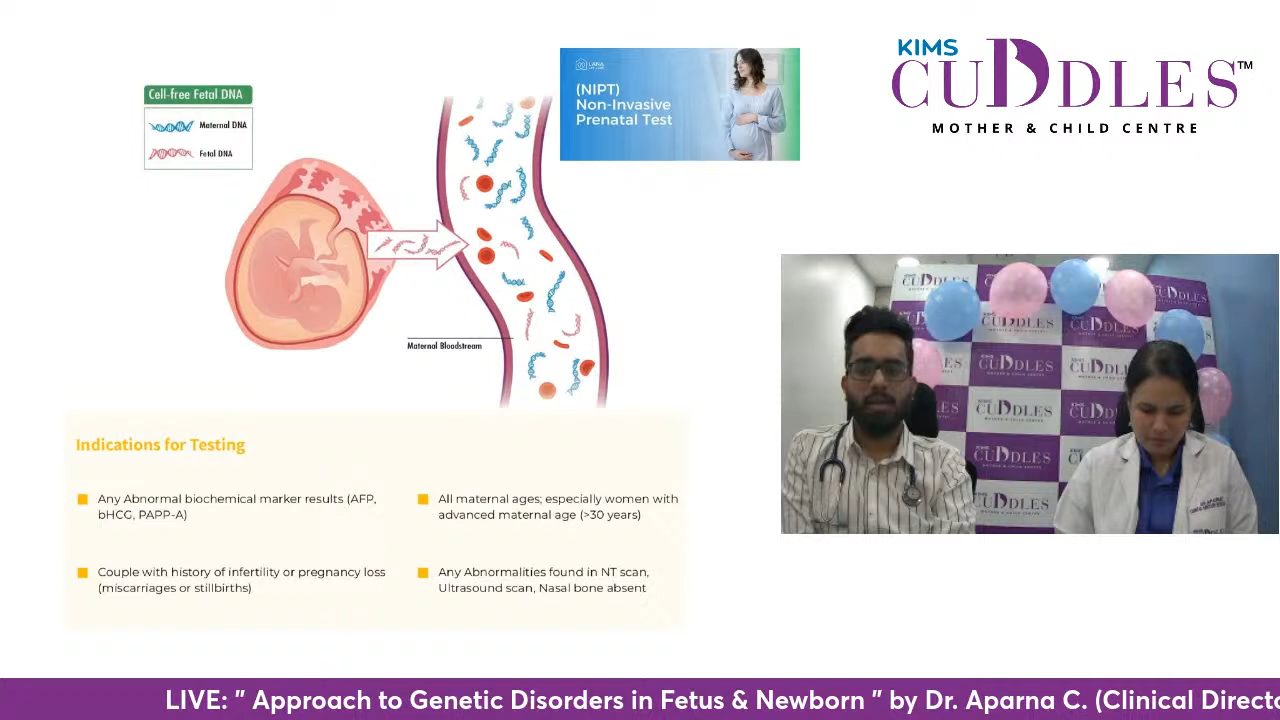 Cell-free Fetal DNA
Maternal DNA
Fetal DNA
Maternal Bloodstream
LANA
(NIPT)
Non-Invasive
Prenatal Test
KIMS
CUDDLES™
MOTHER & CHILD CENTRE
Indications for Testing
Any Abnormal biochemical marker results (AFP,
bHCG, PAPP-A)
All maternal ages; especially women with
advanced maternal age (>30 years)
Couple with history of infertility or pregnancy loss
(miscarriages or stillbirths)
Any Abnormalities found in NT scan,
Ultrasound scan, Nasal bone absent
LIVE: " Approach to Genetic Disorders in Fetus & Newborn " by Dr. Aparna C. (Clinical Directo